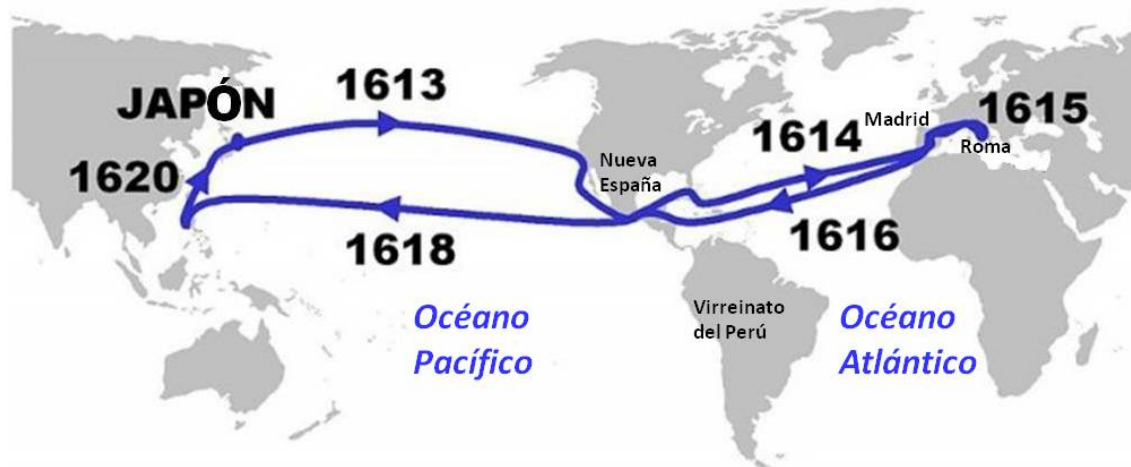 1613
JAPÓN
1615
Madrid
1614
Roma
Nueva
España
1620
1616
1618
Virreinato
del Perú
Océano
Pacífico
Océano
Atlántico